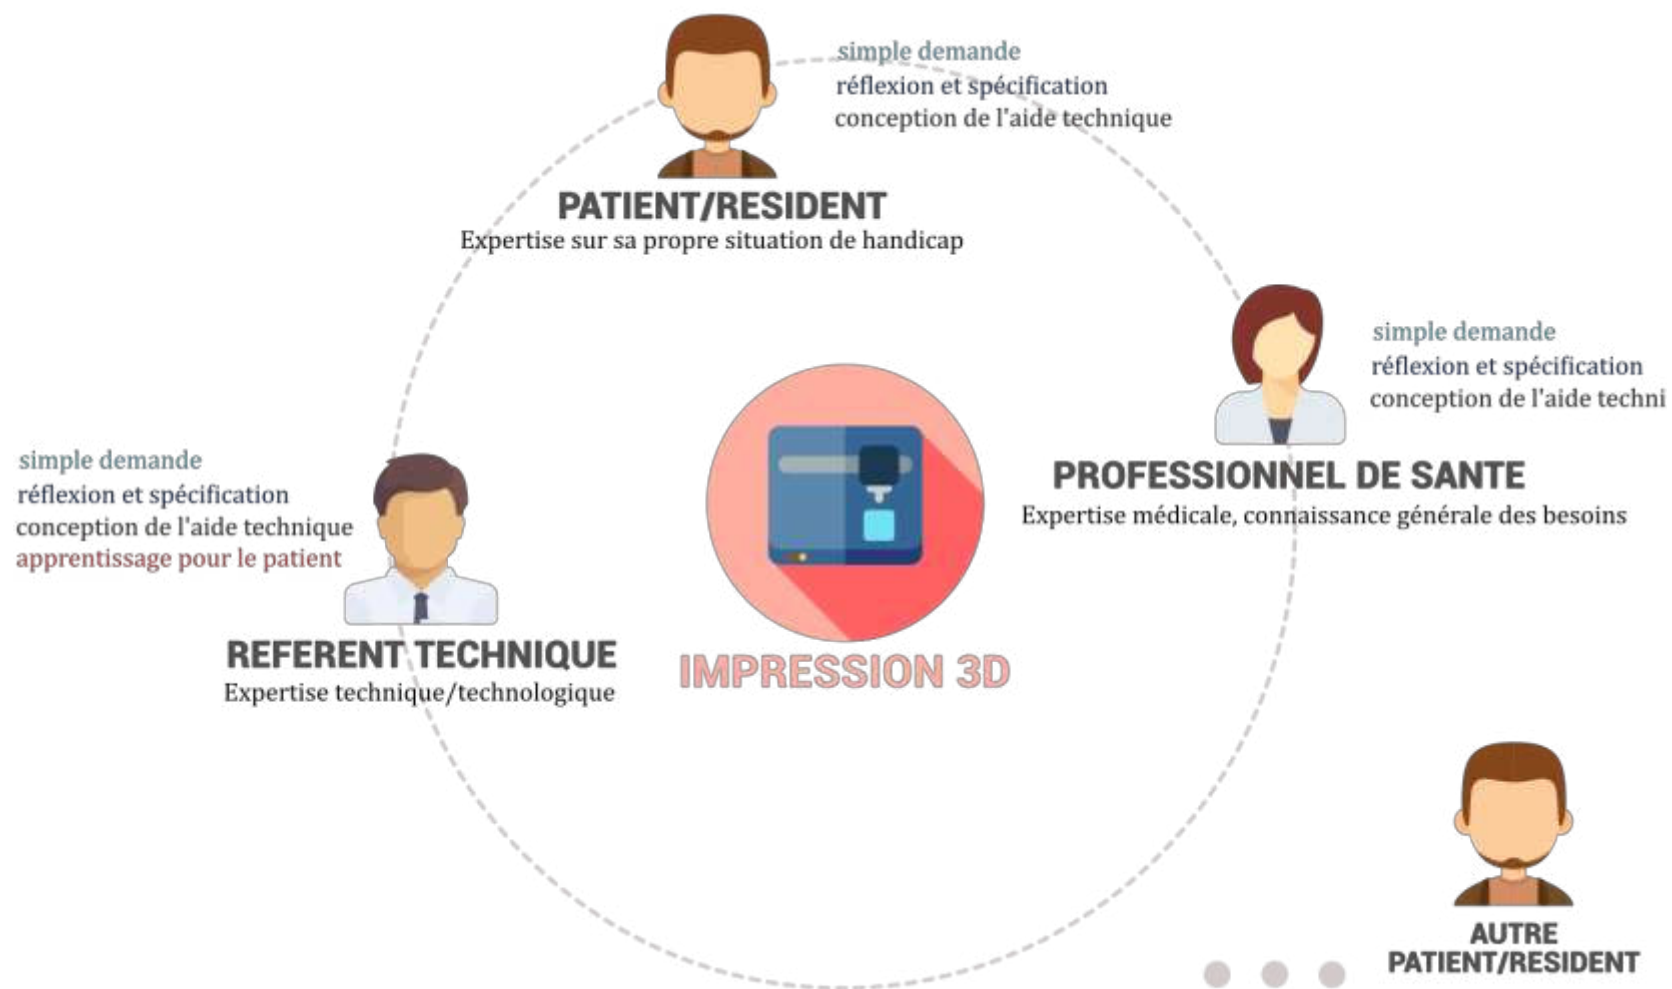 simple demande
réflexion et spécification
conception de l'aide technique
PATIENT/RESIDENT
Expertise sur sa propre situation de handicap
simple demande
réflexion et spécification
conception de l'aide techni
PROFESSIONNEL DE SANTE
Expertise médicale, connaissance générale des besoins
simple demande
réflexion et spécification
conception de l'aide technique
apprentissage pour le patient
REFERENT TECHNIQUE
Expertise technique/technologique
IMPRESSION 3D
AUTRE
PATIENT/RESIDENT